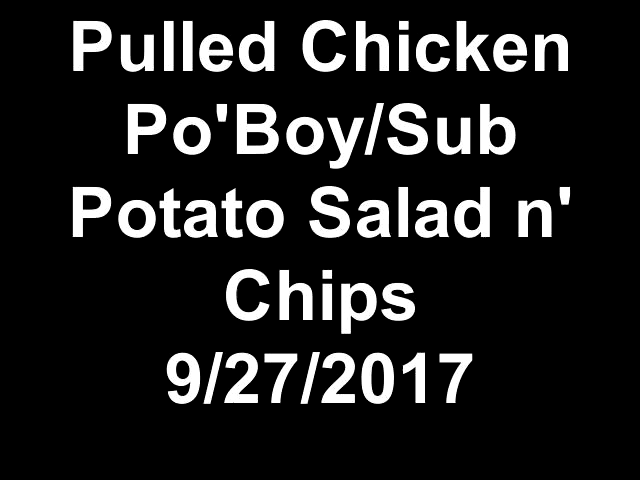 Pulled Chicken
Po'Boy/Sub
Potato Salad n'
Chips
9/27/2017